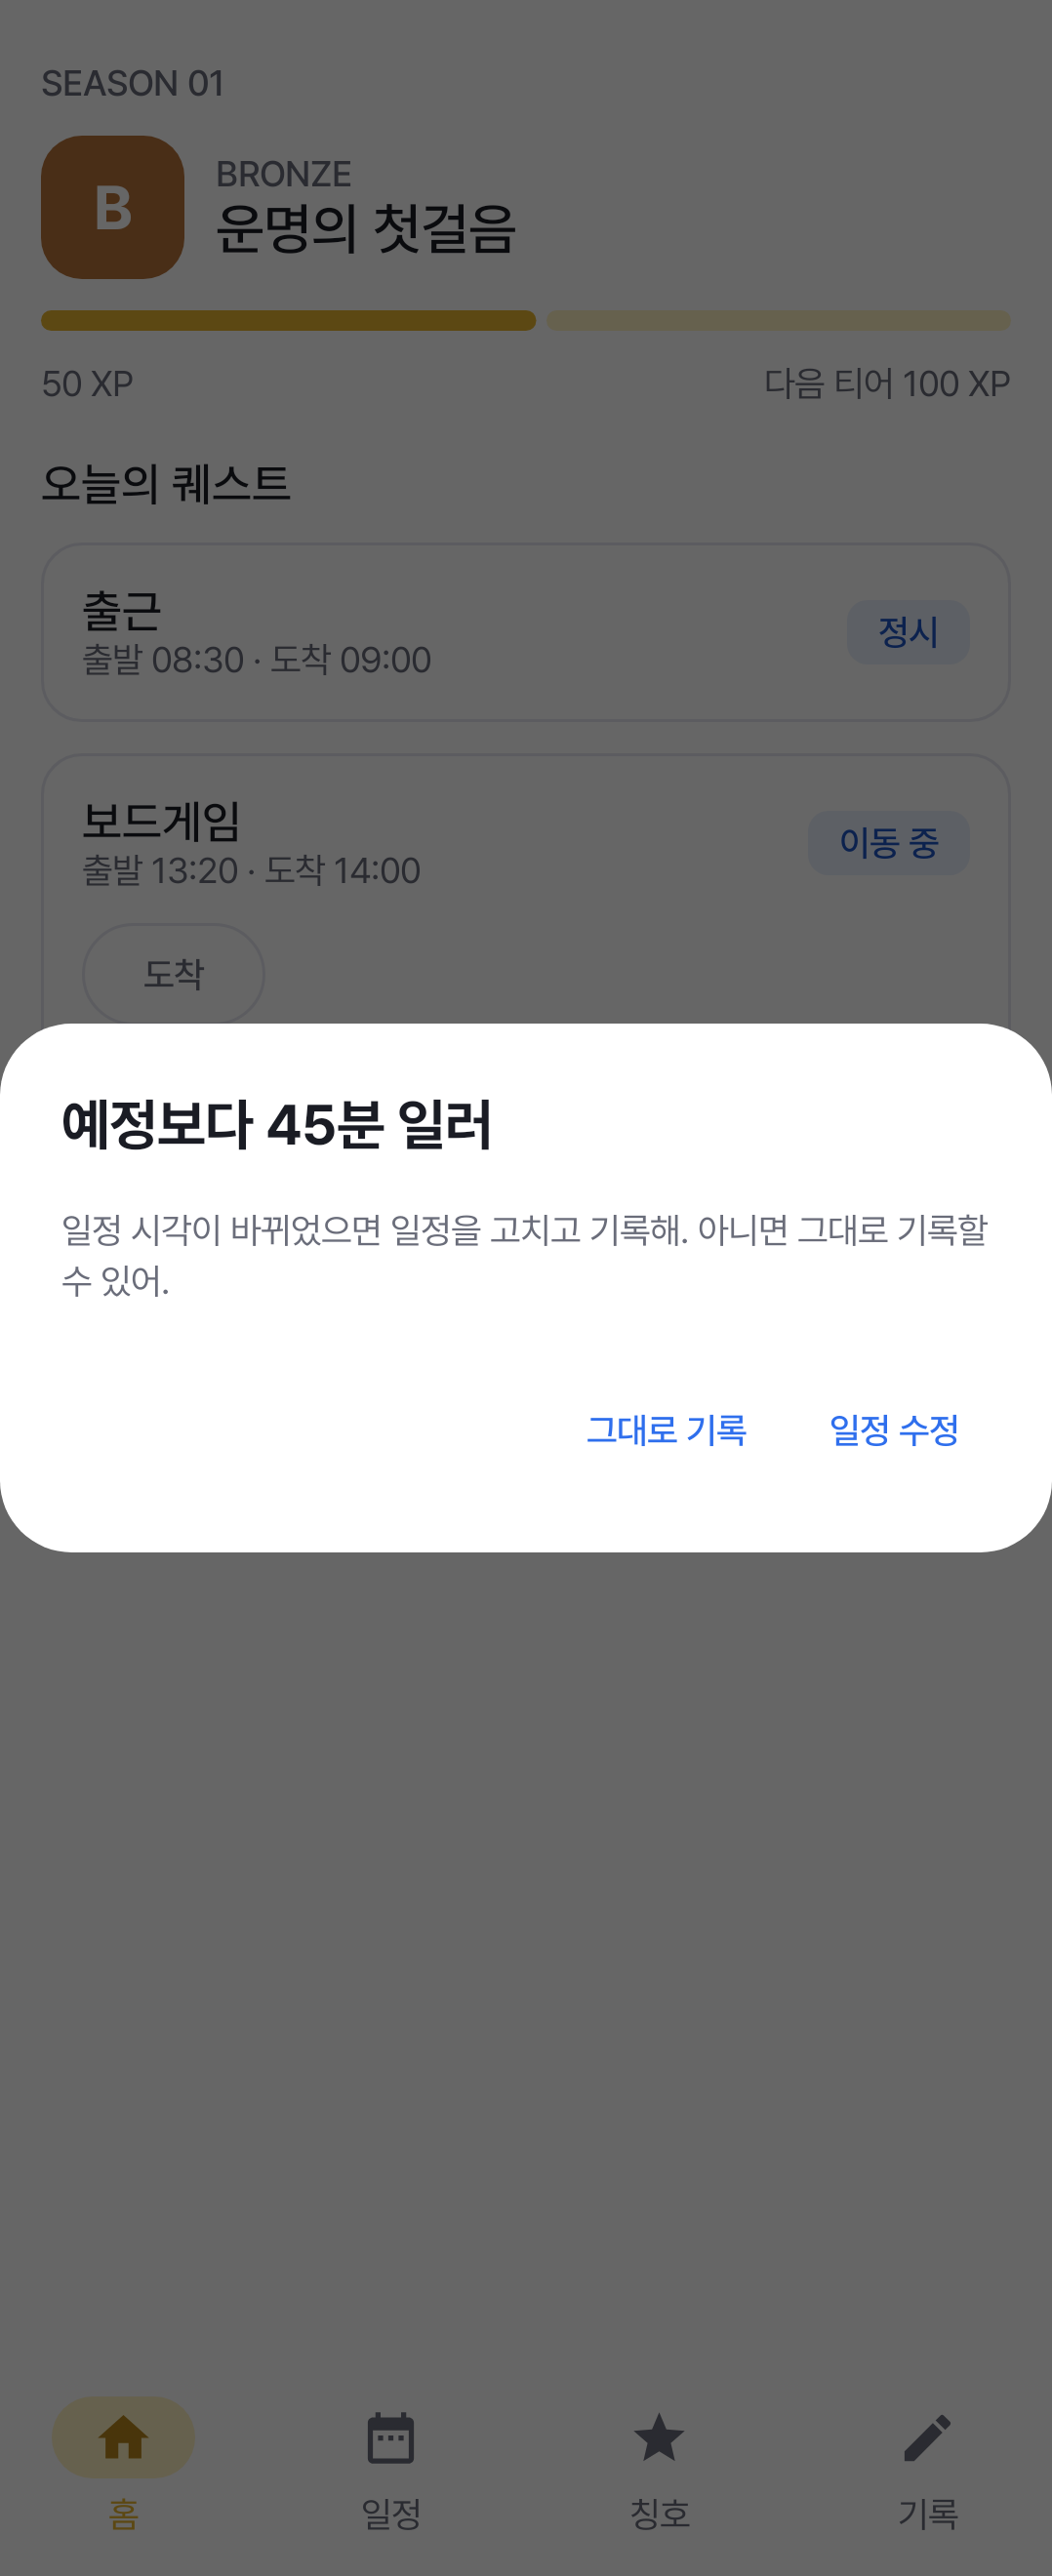 SEASON 01
B
BRONZE
운명의 첫걸음
50 XP
다음 티어 100 XP
오늘의 퀘스트
출근
출발 08:30 · 도착 09:00
정시
보드게임
출발 13:20 · 도착 14:00
이동 중
도착
예정보다 45분 일러
일정 시각이 바뀌었으면 일정을 고치고 기록해. 아니면 그대로 기록할
수 있어.
그대로 기록
일정 수정
홈
일정
칭호
기록